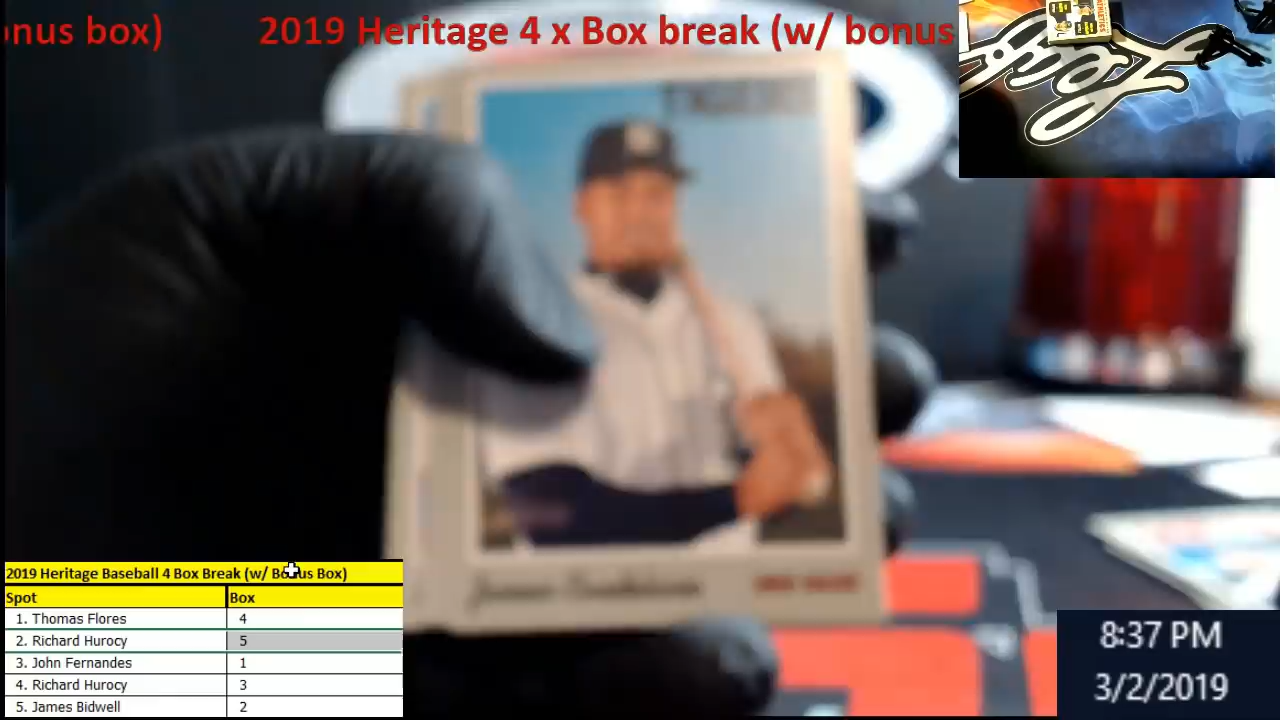 onus box)    2019 Heritage 4 x Box break (w/ bonus
ATHLETICS
TIGERS
2019 Heritage Baseball 4 Box Break (w/ Bonus Box)
Spot Box
1. Thomas Flores 4
2. Richard Hurocy 5
3. John Fernandes 1
4. Richard Hurocy 3
5. James Bidwell 2
8:37 PM
3/2/2019